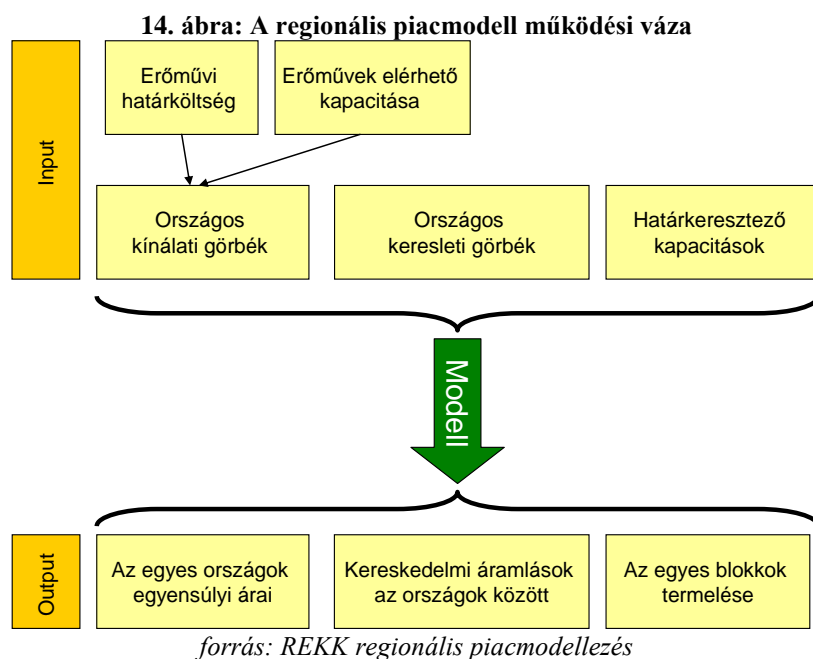 14. ábra: A regionális piacmodell működési váza
Input
Erőművi
határköltség
Erőművek elérhető
kapacitása
Országos
kínálati görbék
Országos
keresleti görbék
Határkeresztező
kapacitások
Modell
Output
Az egyes országok
egyensúlyi árai
Kereskedelmi áramlások
az országok között
Az egyes blokkok
termelése
forrás: REKK regionális piacmodellezés